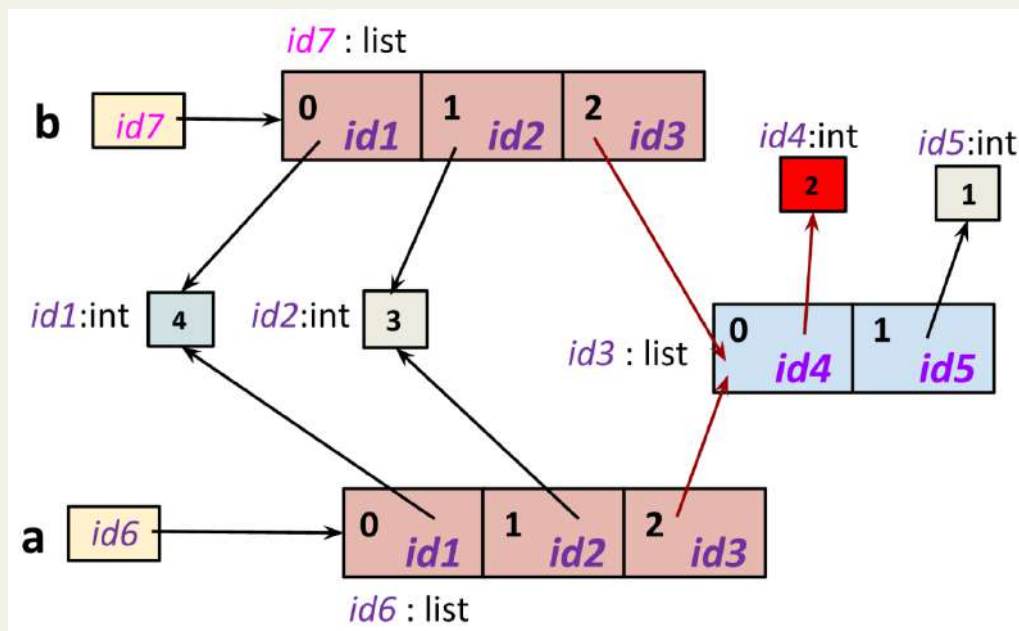 id7 : list
b
id7
0 id1
1 id2
2 id3
id4:int
2
id5:int
1
id1:int
4
id2:int
3
id3 : list
0 id4
1 id5
a
id6
0 id1
1 id2
2 id3
id6 : list